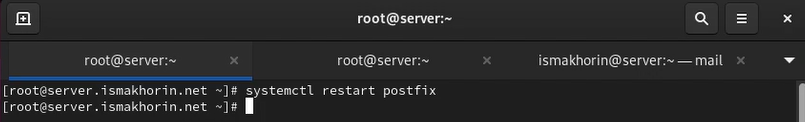 root@server:~
root@server:~ × root@server:~ × ismakhorin@server:~ — mail ×
[root@server.ismakhorin.net ~]# systemctl restart postfix
[root@server.ismakhorin.net ~]#